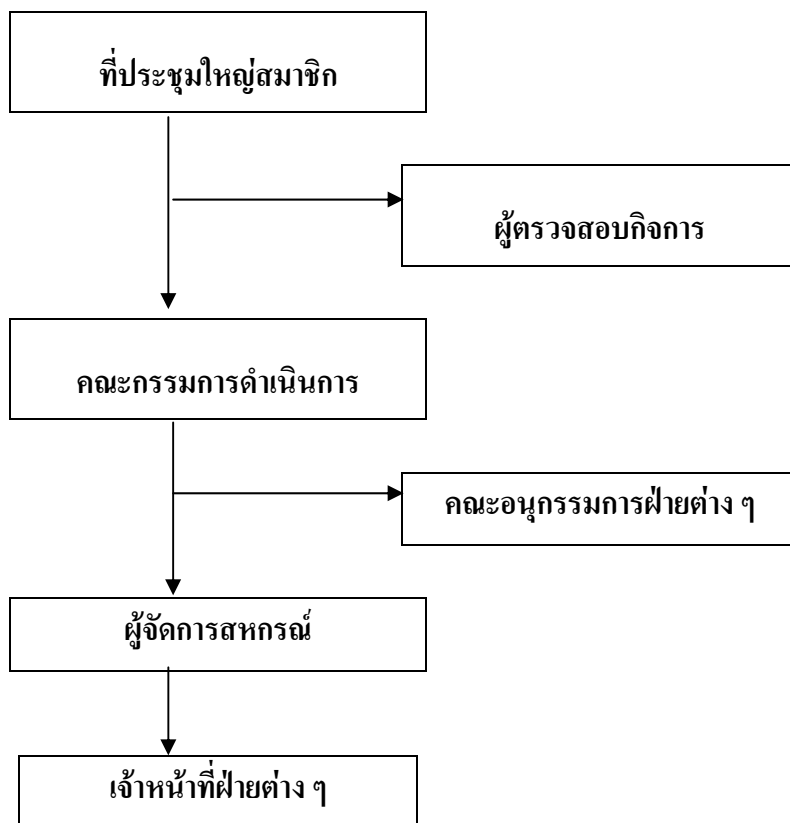 ที่ประชุมใหญ่สมาชิก
ผู้ตรวจสอบกิจการ
คณะกรรมการดำเนินการ
คณะอนุกรรมการฝ่ายต่าง ๆ
ผู้จัดการสหกรณ์
เจ้าหน้าที่ฝ่ายต่าง ๆ